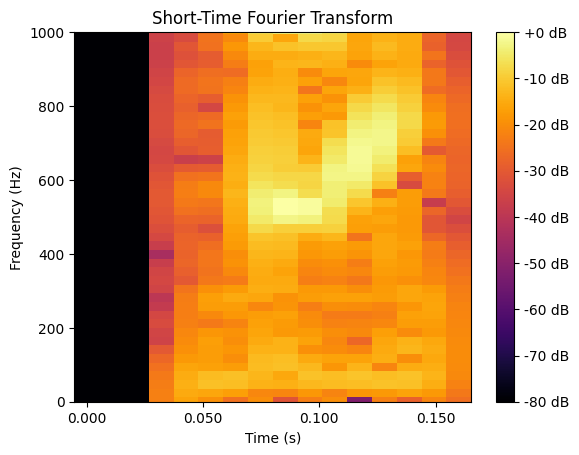 Short-Time Fourier Transform
1000
800
600
400
200
0
Frequency (Hz)
0.000
0.050
0.100
0.150
Time (s)
+0 dB
-10 dB
-20 dB
-30 dB
-40 dB
-50 dB
-60 dB
-70 dB
-80 dB